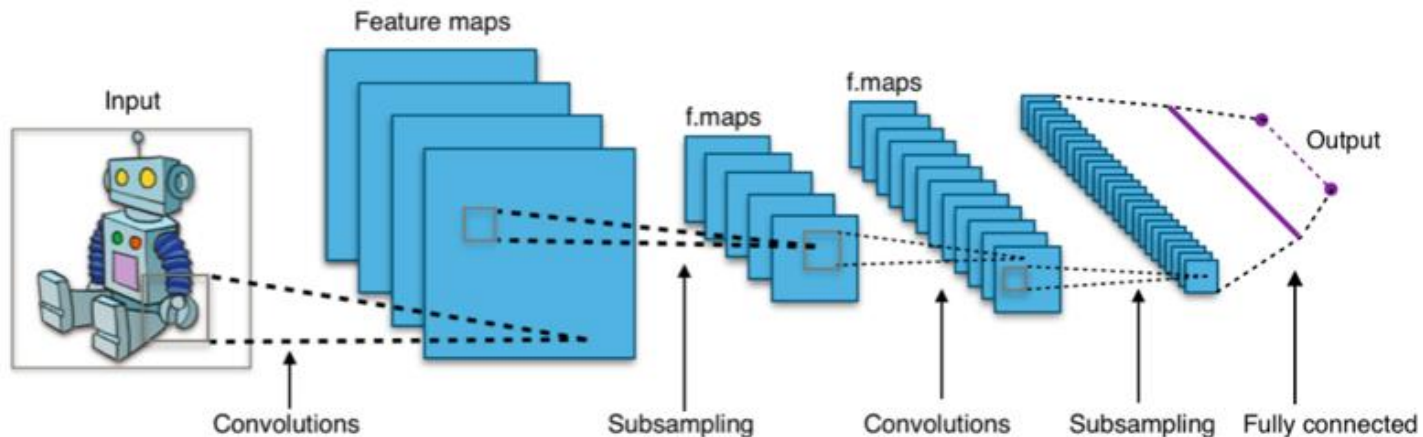 Feature maps
f.maps
Input
f.maps
Output
Convolutions
Subsampling
Convolutions
Subsampling
Fully connected